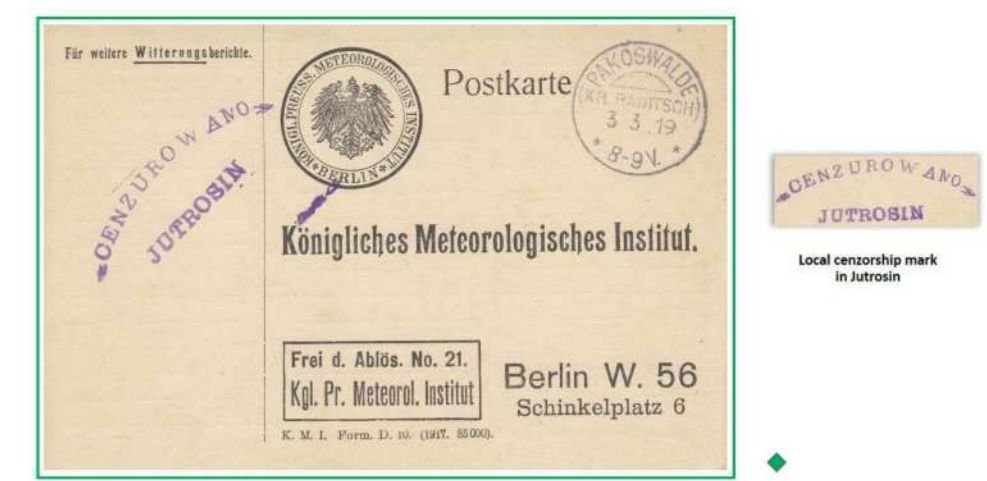 Für weitere Witterungsberichte.
CENZUROWANO
JUTROSIN
KÖNIGL. PREUSS. METEOROLOGISCHES INSTITUT.
*BERLIN*
Postkarte
PAKOSWALDE
(KR. RAWITSCH)
3 3.19
* 8-9V. *
Königliches Meteorologisches Institut.
Frei d. Ablös. No. 21.
Kgl. Pr. Meteorol. Institut
Berlin W. 56
Schinkelplatz 6
K. M. I. Form. D. 10. (1917. 85000).
CENZUROWANO
JUTROSIN
Local cenzorship mark
in Jutrosin